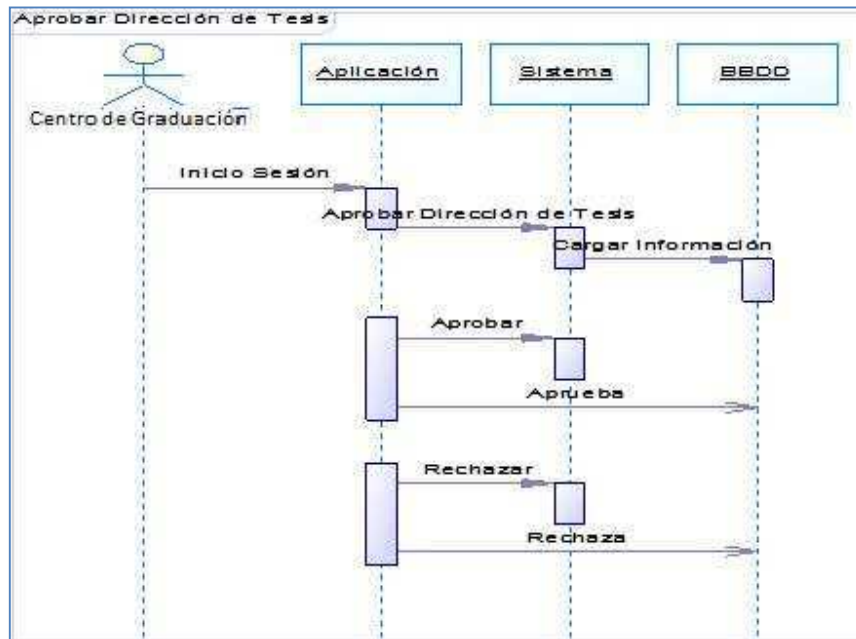 Aprobar Dirección de Tesis
Aplicación
Sistema
BBDD
Centro de Graduación
Inicio Sesión
Aprobar Dirección de Tesis
Cargar Información
Aprobar
Aprueba
Rechazar
Rechaza